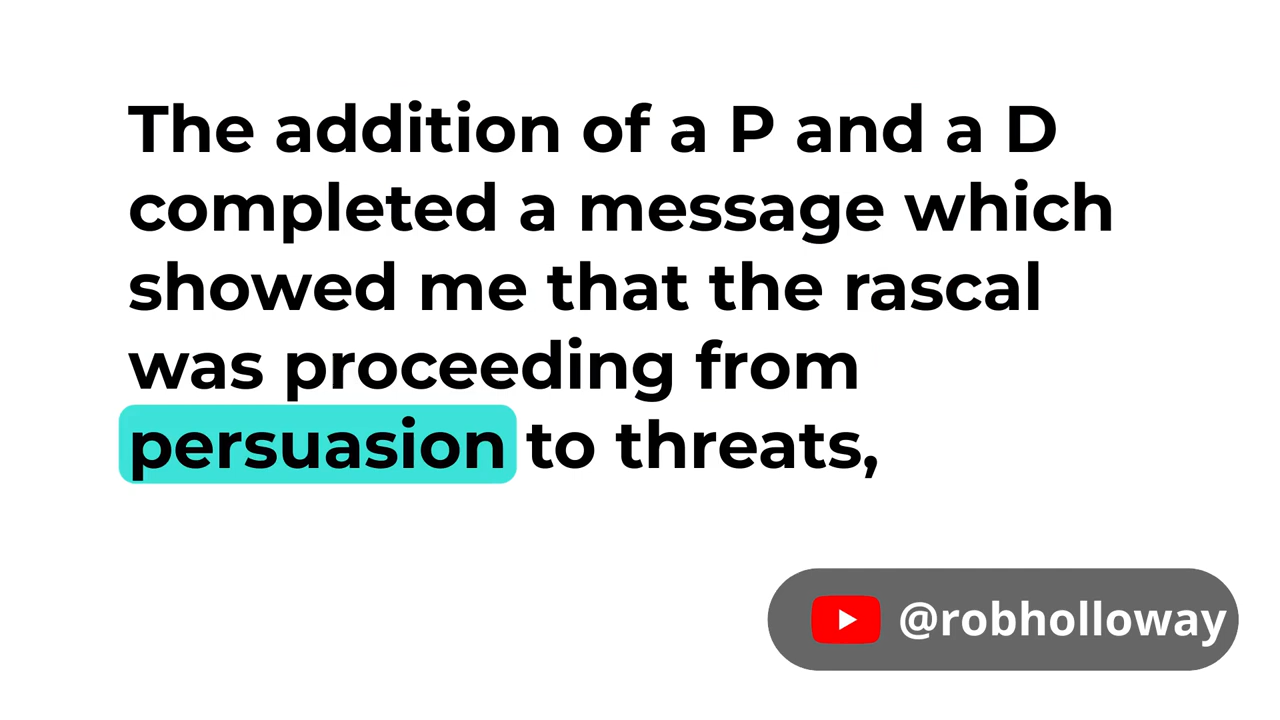 The addition of a P and a D
completed a message which
showed me that the rascal
was proceeding from
persuasion to threats,
@robholloway